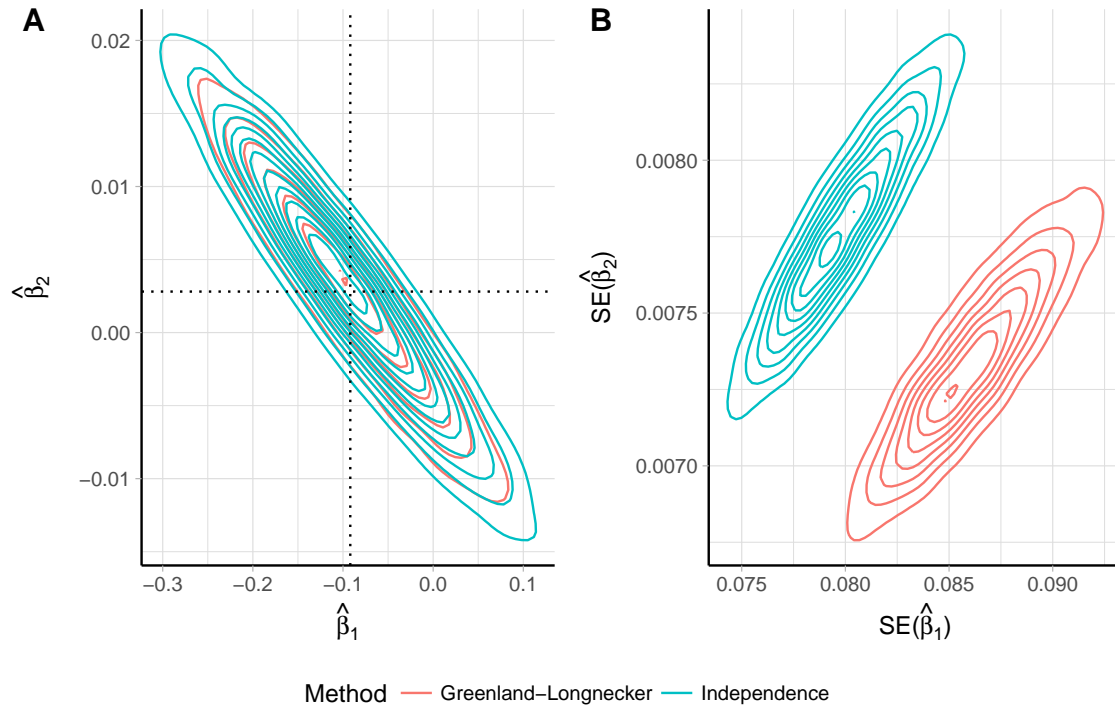 A
0.02
0.01
0.00
−0.01
β̂₂
−0.3 −0.2 −0.1 0.0 0.1
β̂₁
B
0.0080
0.0075
0.0070
SE(β̂₂)
0.075 0.080 0.085 0.090
SE(β̂₁)
Method Greenland−Longnecker Independence